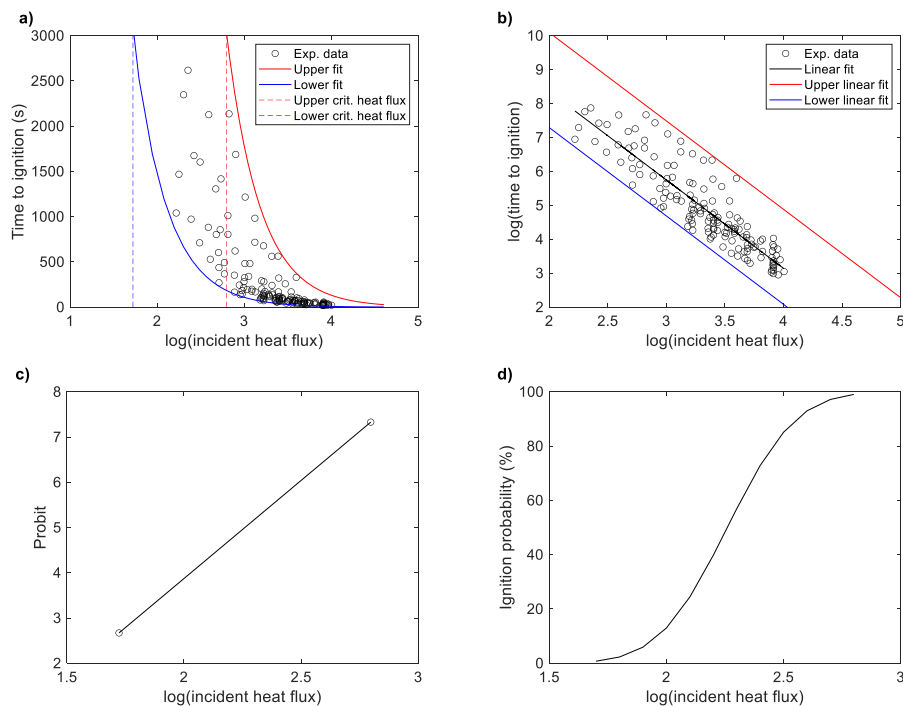 a)
3000
2500
2000
1500
1000
500
0
Time to ignition (s)
Exp. data
Upper fit
Lower fit
Upper crit. heat flux
Lower crit. heat flux
1 2 3 4 5
log(incident heat flux)
b)
10
9
8
7
6
5
4
3
2
log(time to ignition)
Exp. data
Linear fit
Upper linear fit
Lower linear fit
2 2.5 3 3.5 4 4.5 5
log(incident heat flux)
c)
8
7
6
5
4
3
2
Probit
1.5 2 2.5 3
log(incident heat flux)
d)
100
80
60
40
20
0
Ignition probability (%)
1.5 2 2.5 3
log(incident heat flux)